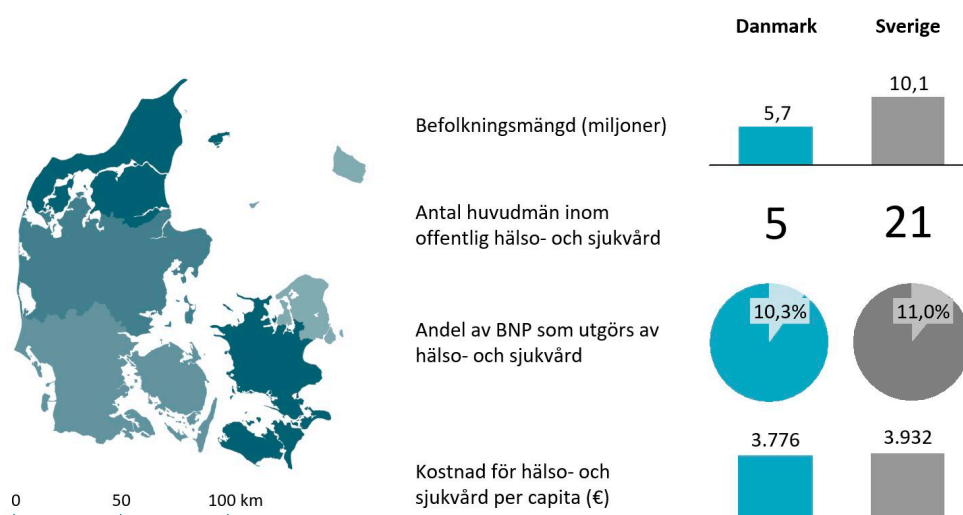 Danmark Sverige
Befolkningsmängd (miljoner) 5,7 10,1
Antal huvudmän inom
offentlig hälso- och sjukvård
5 21
Andel av BNP som utgörs av
hälso- och sjukvård
10,3% 11,0%
Kostnad för hälso- och
sjukvård per capita (€)
3.776 3.932
0 50 100 km